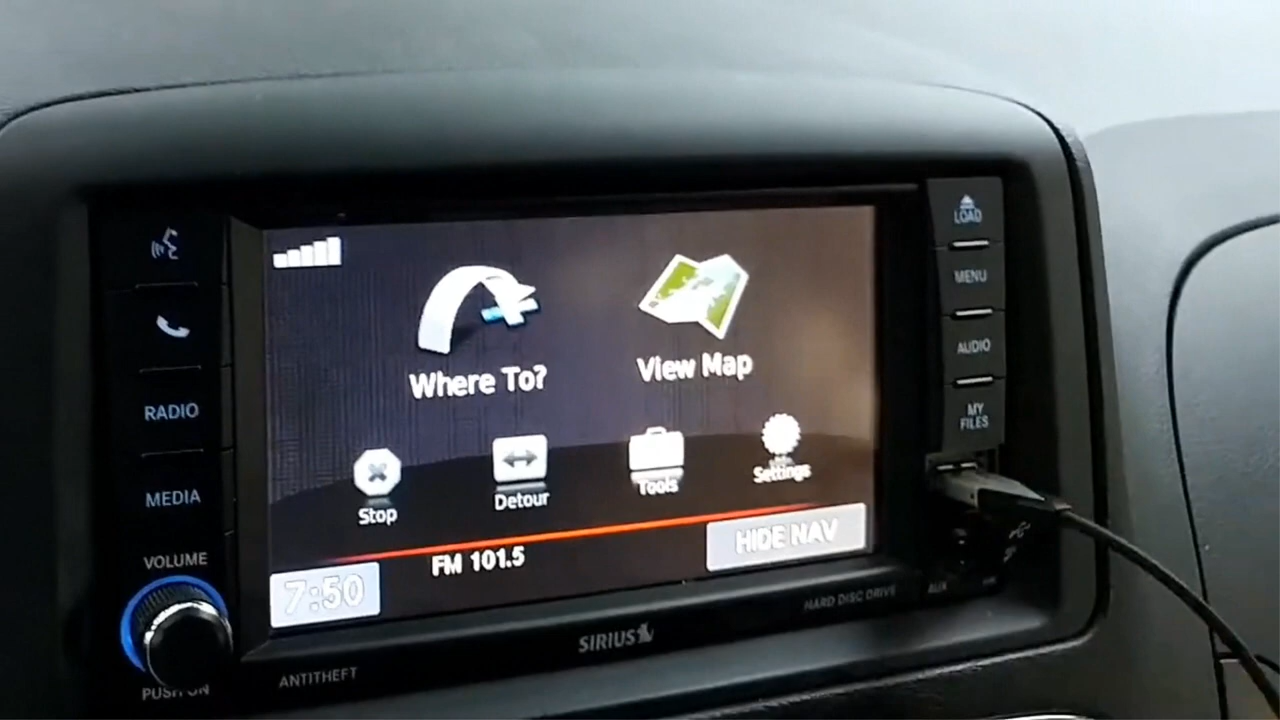 RADIO
MEDIA
VOLUME
PUSH ON
Where To?
View Map
Stop
Detour
Tools
Settings
FM 101.5
HIDE NAV
7:50
LOAD
MENU
AUDIO
MY
FILES
AUX
HARD DISC DRIVE
SIRIUS
ANTITHEFT